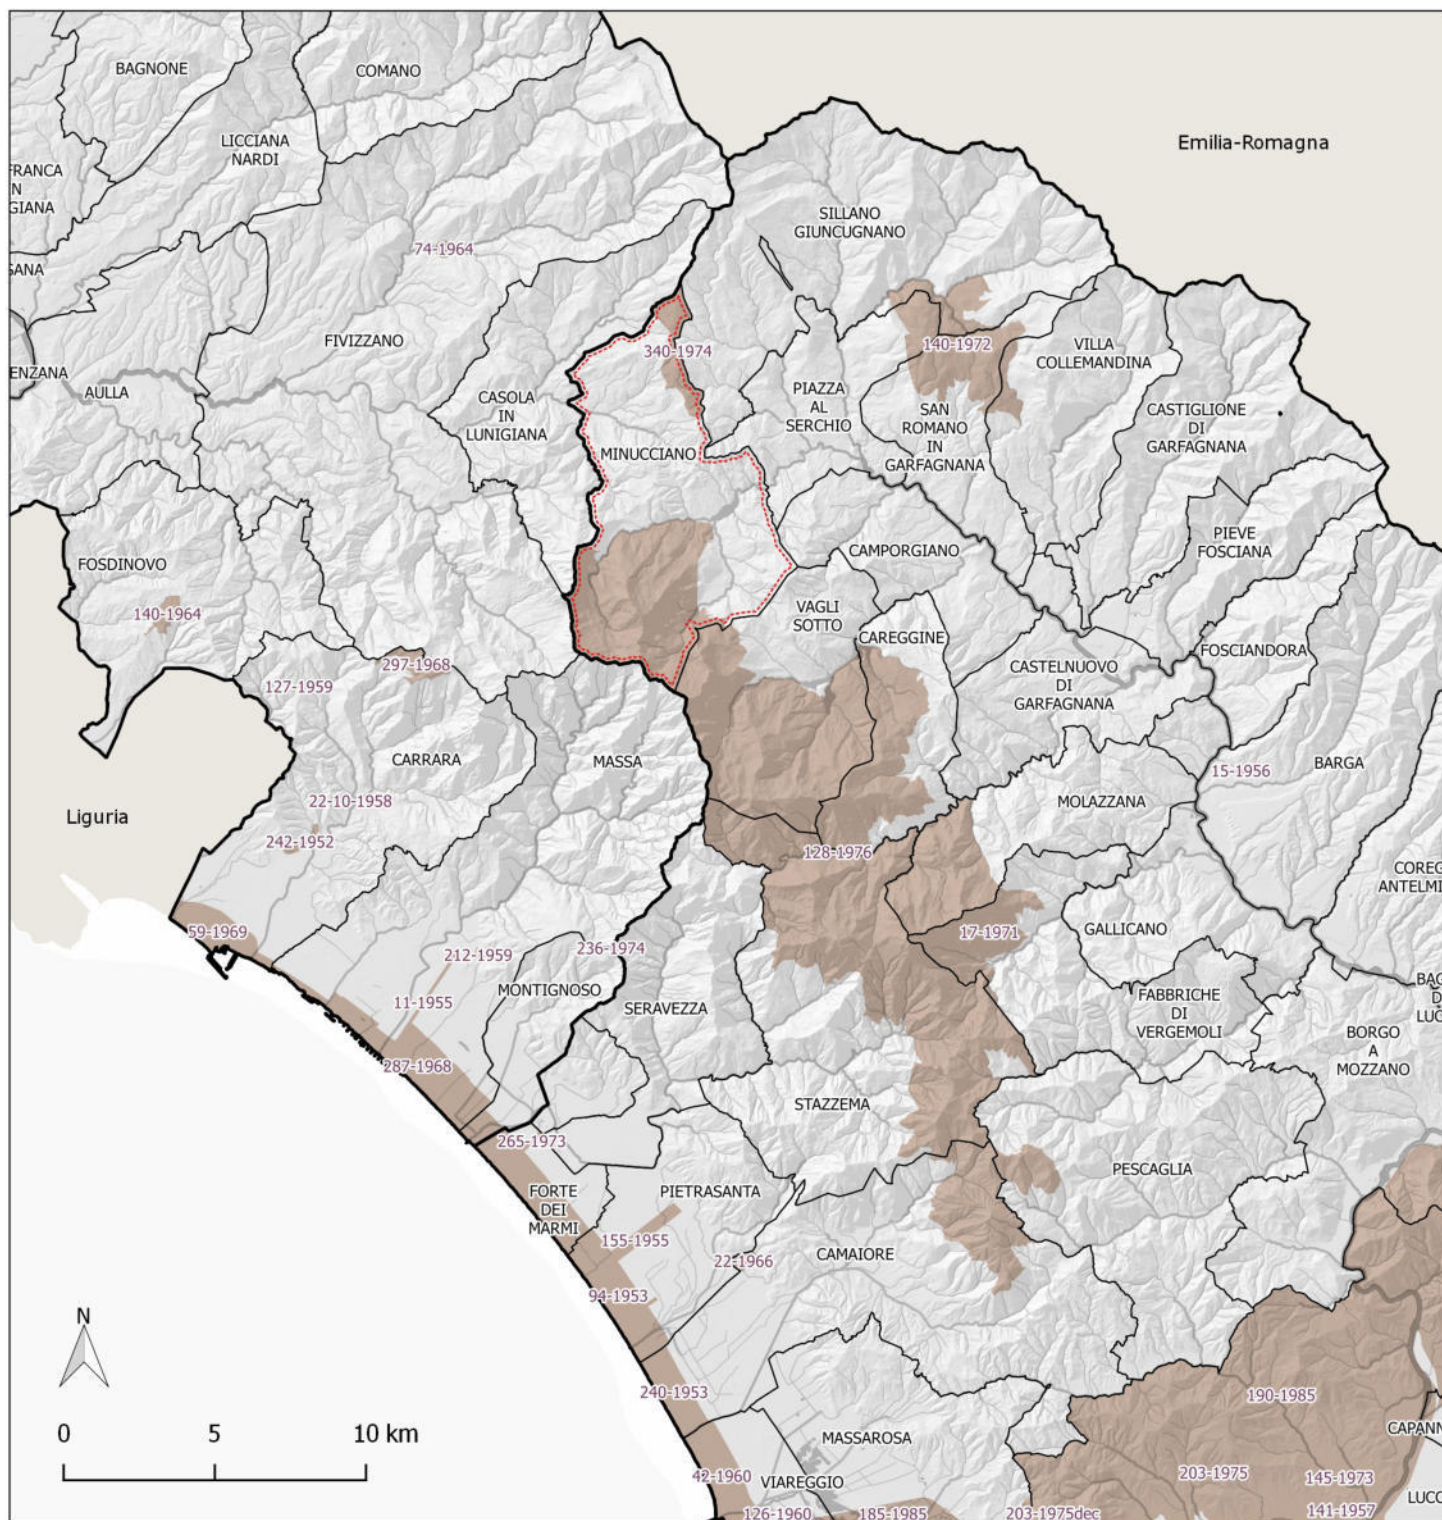 BAGNONE
COMANO
LICCIANA
NARDI
Emilia-Romagna
FRANCA
N
GIANA
SILLANO
GIUNCUGNANO
74-1964
SANA
FIVIZZANO
340-1974
140-1972
VILLA
COLLEMANDINA
ENZANA
AULLA
CASOLA
IN
LUNIGIANA
PIAZZA
AL
SERCHIO
SAN
ROMANO
IN
GARFAGNANA
CASTIGLIONE
DI
GARFAGNANA
MINUCCIANO
PIEVE
FOSCIANA
CAMPORGIANO
FOSDINOVO
140-1964
VAGLI
SOTTO
CAREGGINE
FOSCIANDORA
297-1968
127-1959
CASTELNUOVO
DI
GARFAGNANA
CARRARA
MASSA
15-1956
BARGA
22-10-1958
MOLAZZANA
Liguria
242-1952
128-1976
COREG
ANTELMI
59-1969
17-1971
GALLICANO
212-1959
236-1974
MONTIGNOSO
11-1955
SERAVEZZA
FABBRICHE
DI
VERGEMOLI
BAG
D
LUC
BORGO
A
MOZZANO
287-1968
STAZZEMA
265-1973
PESCAGLIA
FORTE
DEI
MARMI
PIETRASANTA
155-1955
22-1966
CAMAIORE
94-1953
N
240-1953
190-1985
0 5 10 km
MASSAROSA
CAPANN
42-1960
VIAREGGIO
203-1975
145-1973
LUCC
126-1960
185-1985
203-1975dec
141-1957